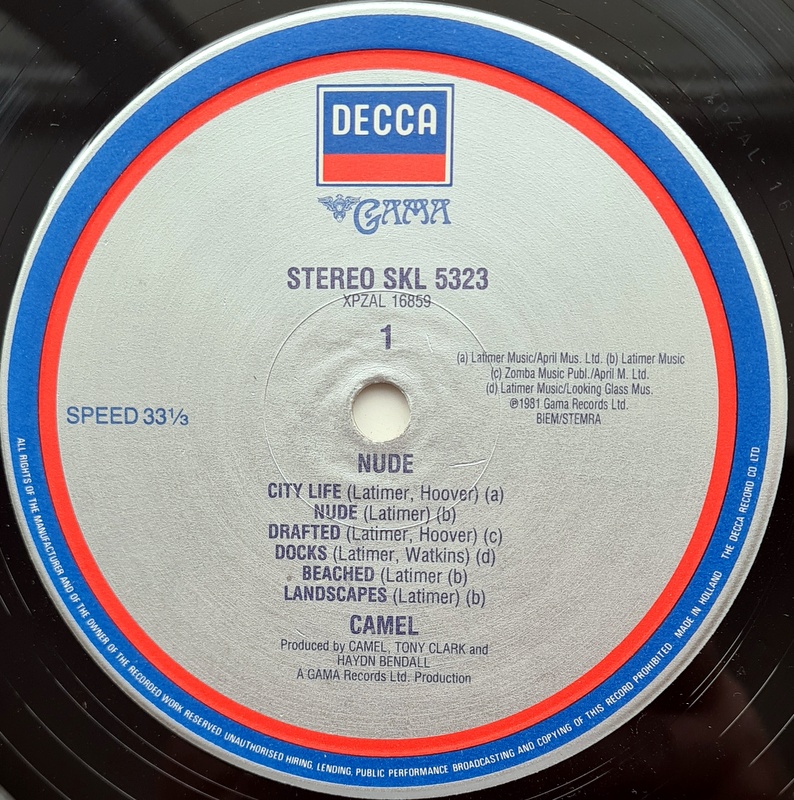 DECCA
GAMA
STEREO SKL 5323
XPZAL 16859
1
(a) Latimer Music/April Mus. Ltd. (b) Latimer Music
(c) Zomba Music Publ./April M. Ltd.
(d) Latimer Music/Looking Glass Mus.
℗1981 Gama Records Ltd.
BIEM/STEMRA
SPEED 33⅓
NUDE
CITY LIFE (Latimer, Hoover) (a)
NUDE (Latimer) (b)
DRAFTED (Latimer, Hoover) (c)
DOCKS (Latimer, Watkins) (d)
BEACHED (Latimer (b)
LANDSCAPES (Latimer) (b)
CAMEL
Produced by CAMEL, TONY CLARK and
HAYDN BENDALL
A GAMA Records Ltd. Production
ALL RIGHTS OF THE MANUFACTURER AND OF THE OWNER OF THE RECORDED WORK RESERVED UNAUTHORISED HIRING, LENDING, PUBLIC PERFORMANCE BROADCASTING AND COPYING OF THIS RECORD PROHIBITED MADE IN HOLLAND THE DECCA RECORD CO LTD